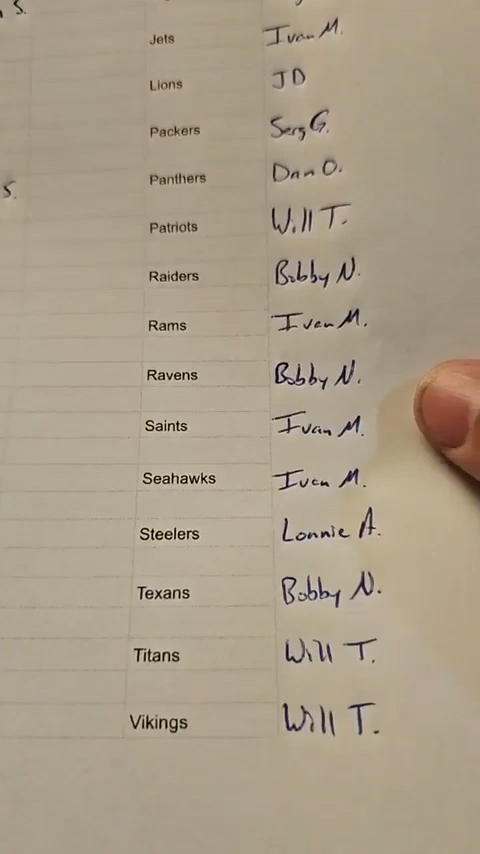 S.
Jets Ivan M.
Lions JD
Packers Serg G.
Panthers Dan O.
S.
Patriots Will T.
Raiders Bobby N.
Rams Ivan M.
Ravens Bobby N.
Saints Ivan M.
Seahawks Ivan M.
Steelers Lonnie A.
Texans Bobby N.
Titans Will T.
Vikings Will T.